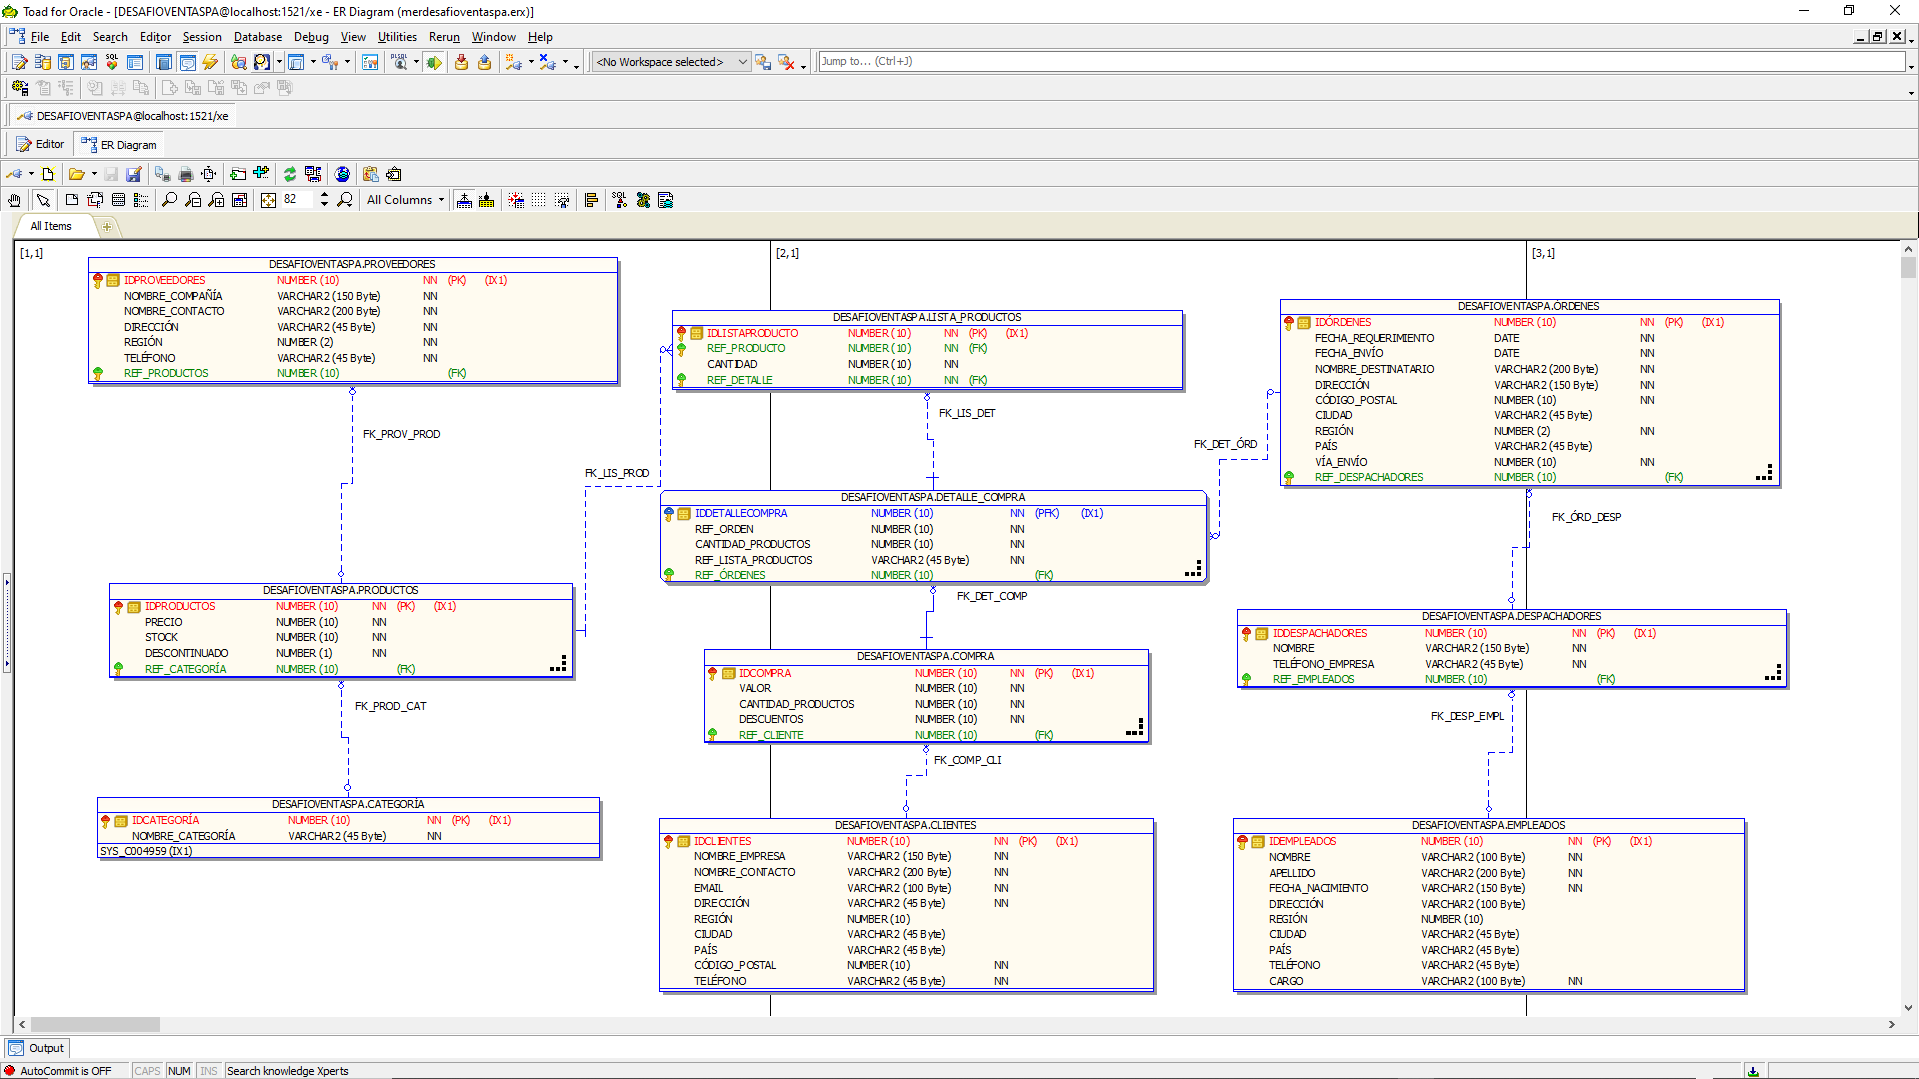 Toad for Oracle - [DESAFIOVENTASPA@localhost:1521/xe - ER Diagram (merdesafioventaspa.erx)]
File Edit Search Editor Session Database Debug View Utilities Rerun Window Help
<No Workspace selected> Jump to... (Ctrl+J)
DESAFIOVENTASPA@localhost:1521/xe
Editor ER Diagram
82 All Columns
All Items
[1,1] [2,1] [3,1]
DESAFIOVENTASPA.PROVEEDORES
IDPROVEEDORES NUMBER (10) NN (PK) (IX1)
NOMBRE_COMPAÑÍA VARCHAR2 (150 Byte) NN
NOMBRE_CONTACTO VARCHAR2 (200 Byte) NN
DIRECCIÓN VARCHAR2 (45 Byte) NN
REGIÓN NUMBER (2) NN
TELÉFONO VARCHAR2 (45 Byte) NN
REF_PRODUCTOS NUMBER (10) (FK)
FK_PROV_PROD
DESAFIOVENTASPA.PRODUCTOS
IDPRODUCTOS NUMBER (10) NN (PK) (IX1)
PRECIO NUMBER (10) NN
STOCK NUMBER (10) NN
DESCONTINUADO NUMBER (1) NN
REF_CATEGORÍA NUMBER (10) (FK)
FK_PROD_CAT
DESAFIOVENTASPA.CATEGORÍA
IDCATEGORÍA NUMBER (10) NN (PK) (IX1)
NOMBRE_CATEGORÍA VARCHAR2 (45 Byte) NN
SYS_C004959 (IX1)
FK_LIS_PROD
DESAFIOVENTASPA.LISTA_PRODUCTOS
IDLISTAPRODUCTO NUMBER (10) NN (PK) (IX1)
REF_PRODUCTO NUMBER (10) NN (FK)
CANTIDAD NUMBER (10) NN
REF_DETALLE NUMBER (10) NN (FK)
FK_LIS_DET
DESAFIOVENTASPA.DETALLE_COMPRA
IDDETALLECOMPRA NUMBER (10) NN (PFK) (IX1)
REF_ORDEN NUMBER (10) NN
CANTIDAD_PRODUCTOS NUMBER (10) NN
REF_LISTA_PRODUCTOS VARCHAR2 (45 Byte) NN
REF_ÓRDENES NUMBER (10) (FK)
FK_DET_COMP
DESAFIOVENTASPA.COMPRA
IDCOMPRA NUMBER (10) NN (PK) (IX1)
VALOR NUMBER (10) NN
CANTIDAD_PRODUCTOS NUMBER (10) NN
DESCUENTOS NUMBER (10) NN
REF_CLIENTE NUMBER (10) (FK)
FK_COMP_CLI
DESAFIOVENTASPA.CLIENTES
IDCLIENTES NUMBER (10) NN (PK) (IX1)
NOMBRE_EMPRESA VARCHAR2 (150 Byte) NN
NOMBRE_CONTACTO VARCHAR2 (200 Byte) NN
EMAIL VARCHAR2 (100 Byte) NN
DIRECCIÓN VARCHAR2 (45 Byte) NN
REGIÓN NUMBER (10)
CIUDAD VARCHAR2 (45 Byte)
PAÍS VARCHAR2 (45 Byte)
CÓDIGO_POSTAL NUMBER (10) NN
TELÉFONO VARCHAR2 (45 Byte) NN
FK_DET_ÓRD
DESAFIOVENTASPA.ÓRDENES
IDÓRDENES NUMBER (10) NN (PK) (IX1)
FECHA_REQUERIMIENTO DATE NN
FECHA_ENVÍO DATE NN
NOMBRE_DESTINATARIO VARCHAR2 (200 Byte) NN
DIRECCIÓN VARCHAR2 (150 Byte) NN
CÓDIGO_POSTAL NUMBER (10) NN
CIUDAD VARCHAR2 (45 Byte)
REGIÓN NUMBER (2) NN
PAÍS VARCHAR2 (45 Byte)
VÍA_ENVÍO NUMBER (10) NN
REF_DESPACHADORES NUMBER (10) (FK)
FK_ÓRD_DESP
DESAFIOVENTASPA.DESPACHADORES
IDDESPACHADORES NUMBER (10) NN (PK) (IX1)
NOMBRE VARCHAR2 (150 Byte) NN
TELÉFONO_EMPRESA VARCHAR2 (45 Byte) NN
REF_EMPLEADOS NUMBER (10) (FK)
FK_DESP_EMPL
DESAFIOVENTASPA.EMPLEADOS
IDEMPLEADOS NUMBER (10) NN (PK) (IX1)
NOMBRE VARCHAR2 (100 Byte) NN
APELLIDO VARCHAR2 (200 Byte) NN
FECHA_NACIMIENTO VARCHAR2 (150 Byte) NN
DIRECCIÓN VARCHAR2 (100 Byte)
REGIÓN NUMBER (10)
CIUDAD VARCHAR2 (45 Byte)
PAÍS VARCHAR2 (45 Byte)
TELÉFONO VARCHAR2 (45 Byte)
CARGO VARCHAR2 (100 Byte) NN
Output
AutoCommit is OFF CAPS NUM INS Search knowledge Xperts